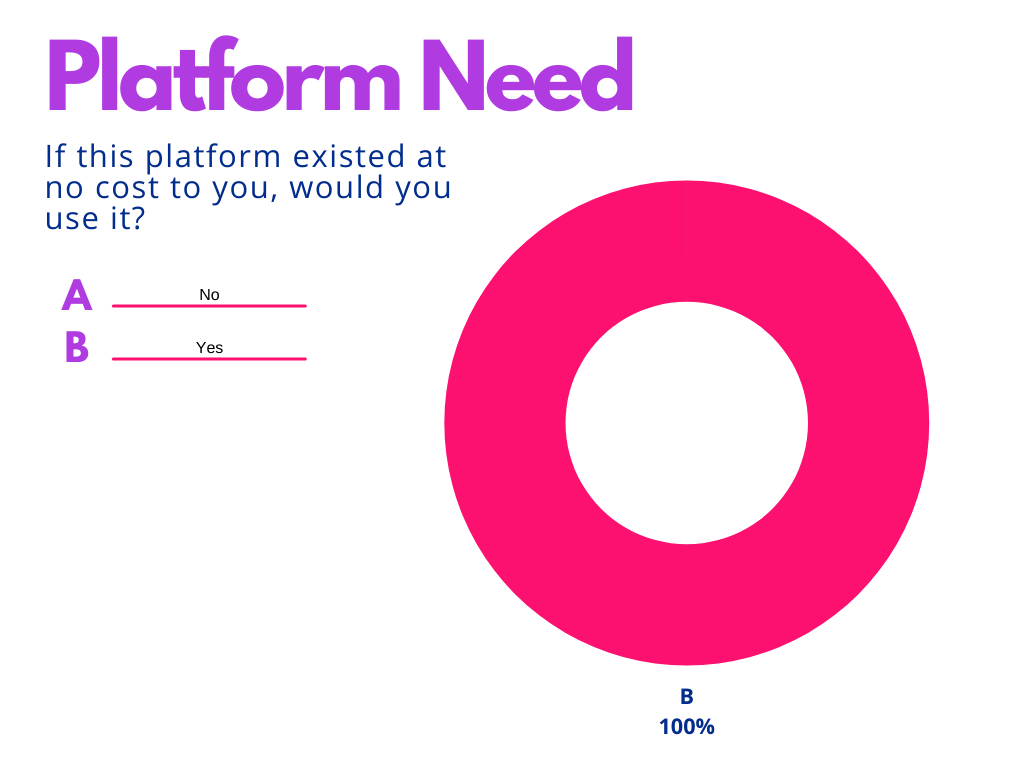 Platform Need
If this platform existed at
no cost to you, would you
use it?
A No
B Yes
B
100%